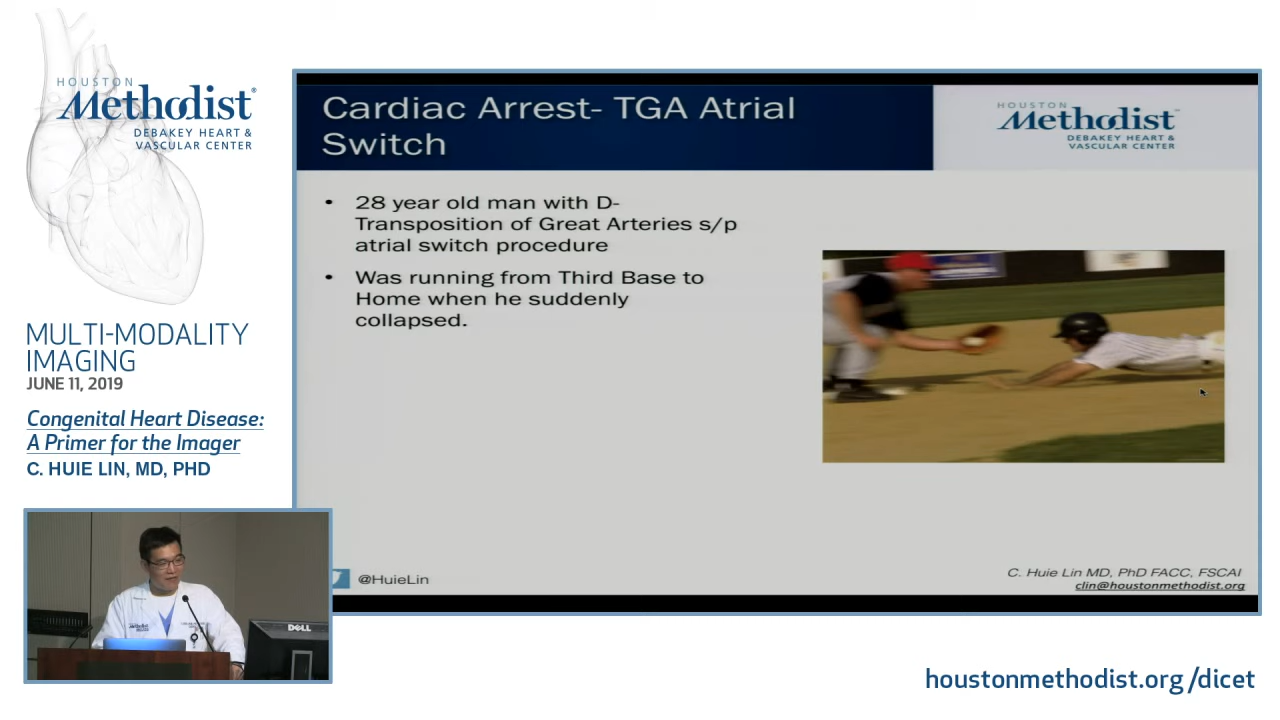 HOUSTON
Methodist
DEBAKEY HEART &
VASCULAR CENTER
MULTI-MODALITY
IMAGING
JUNE 11, 2019
Congenital Heart Disease:
A Primer for the Imager
C. HUIE LIN, MD, PHD
Cardiac Arrest- TGA Atrial
Switch
HOUSTON
Methodist
DEBAKEY HEART &
VASCULAR CENTER
• 28 year old man with D-
Transposition of Great Arteries s/p
atrial switch procedure
• Was running from Third Base to
Home when he suddenly
collapsed.
@HuieLin
C. Huie Lin MD, PhD FACC, FSCAI
clin@houstonmethodist.org
Methodist
DELL
houstonmethodist.org/dicet